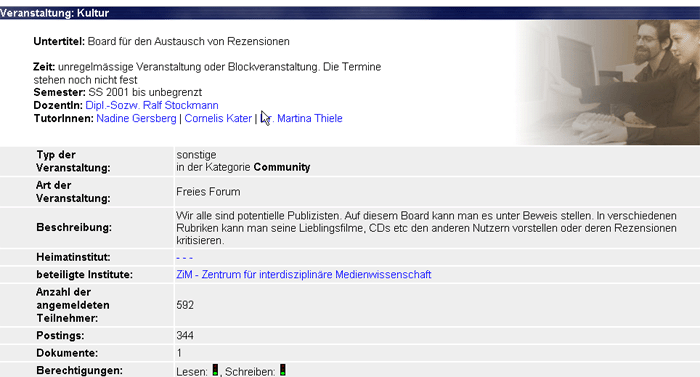 Veranstaltung: Kultur
Untertitel: Board für den Austausch von Rezensionen
Zeit: unregelmässige Veranstaltung oder Blockveranstaltung. Die Termine
stehen noch nicht fest
Semester: SS 2001 bis unbegrenzt
DozentIn: Dipl.-Sozw. Ralf Stockmann
TutorInnen: Nadine Gersberg | Cornelis Kater | Dr. Martina Thiele
Typ der
Veranstaltung:
sonstige
in der Kategorie Community
Art der
Veranstaltung:
Freies Forum
Beschreibung:
Wir alle sind potentielle Publizisten. Auf diesem Board kann man es unter Beweis stellen. In verschiedenen
Rubriken kann man seine Lieblingsfilme, CDs etc den anderen Nutzern vorstellen oder deren Rezensionen
kritisieren.
Heimatinstitut:
- - -
beteiligte Institute:
ZiM - Zentrum für interdisziplinäre Medienwissenschaft
Anzahl der
angemeldeten
Teilnehmer:
592
Postings:
344
Dokumente:
1
Berechtigungen:
Lesen: , Schreiben: